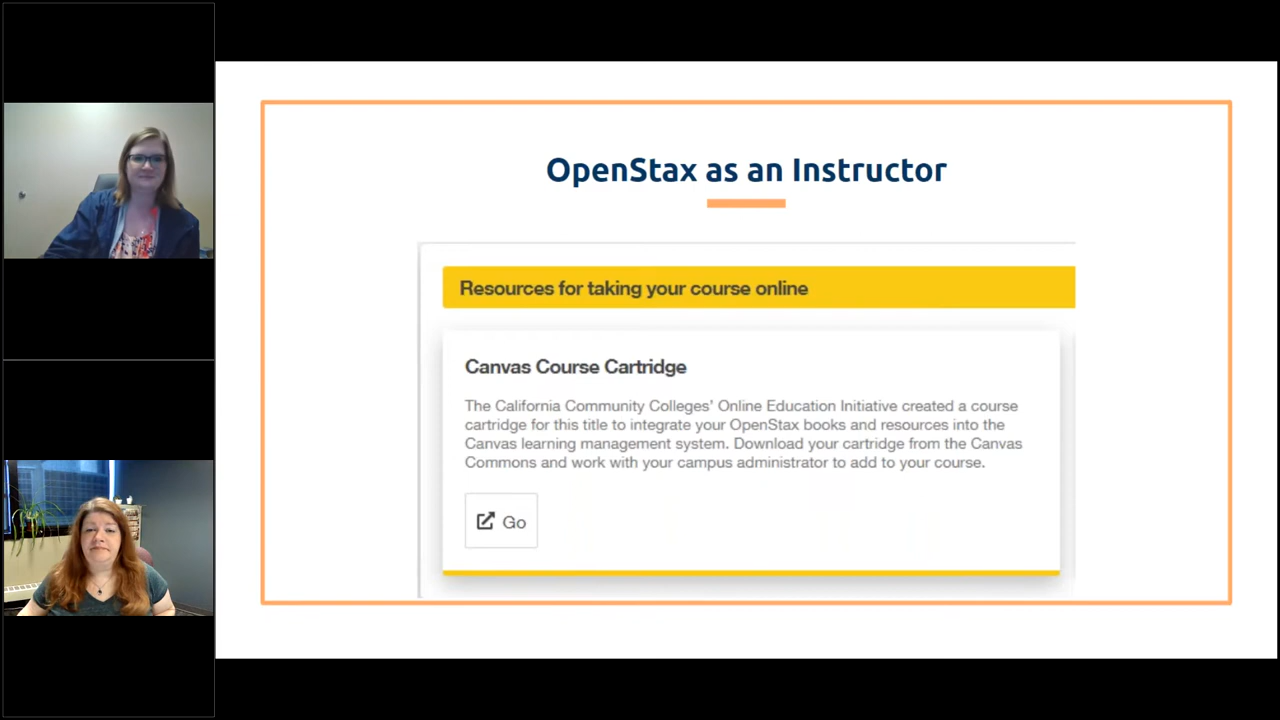 OpenStax as an Instructor
Resources for taking your course online
Canvas Course Cartridge
The California Community Colleges’ Online Education Initiative created a course
cartridge for this title to integrate your OpenStax books and resources into the
Canvas learning management system. Download your cartridge from the Canvas
Commons and work with your campus administrator to add to your course.
Go